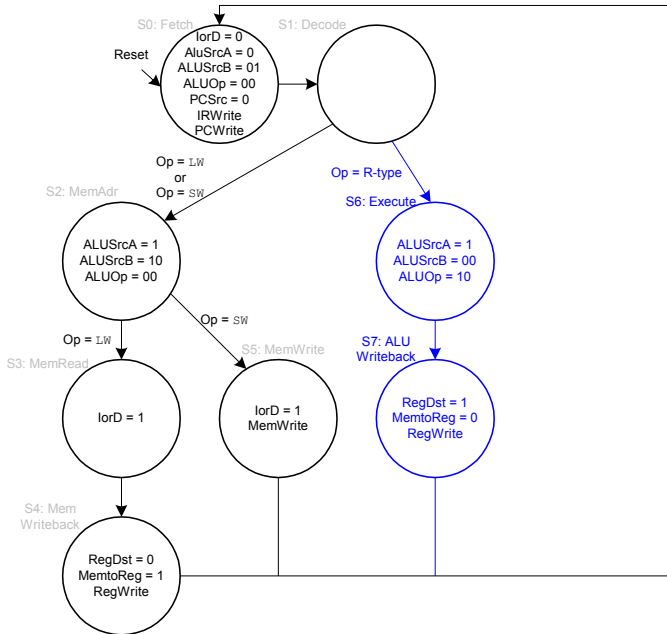 S0: Fetch
S1: Decode
Reset
IorD = 0
AluSrcA = 0
ALUSrcB = 01
ALUOp = 00
PCSrc = 0
IRWrite
PCWrite
Op = LW
or
Op = SW
Op = R-type
S2: MemAdr
S6: Execute
ALUSrcA = 1
ALUSrcB = 10
ALUOp = 00
ALUSrcA = 1
ALUSrcB = 00
ALUOp = 10
Op = SW
Op = LW
S3: MemRead
S5: MemWrite
S7: ALU
Writeback
IorD = 1
IorD = 1
MemWrite
RegDst = 1
MemtoReg = 0
RegWrite
S4: Mem
Writeback
RegDst = 0
MemtoReg = 1
RegWrite